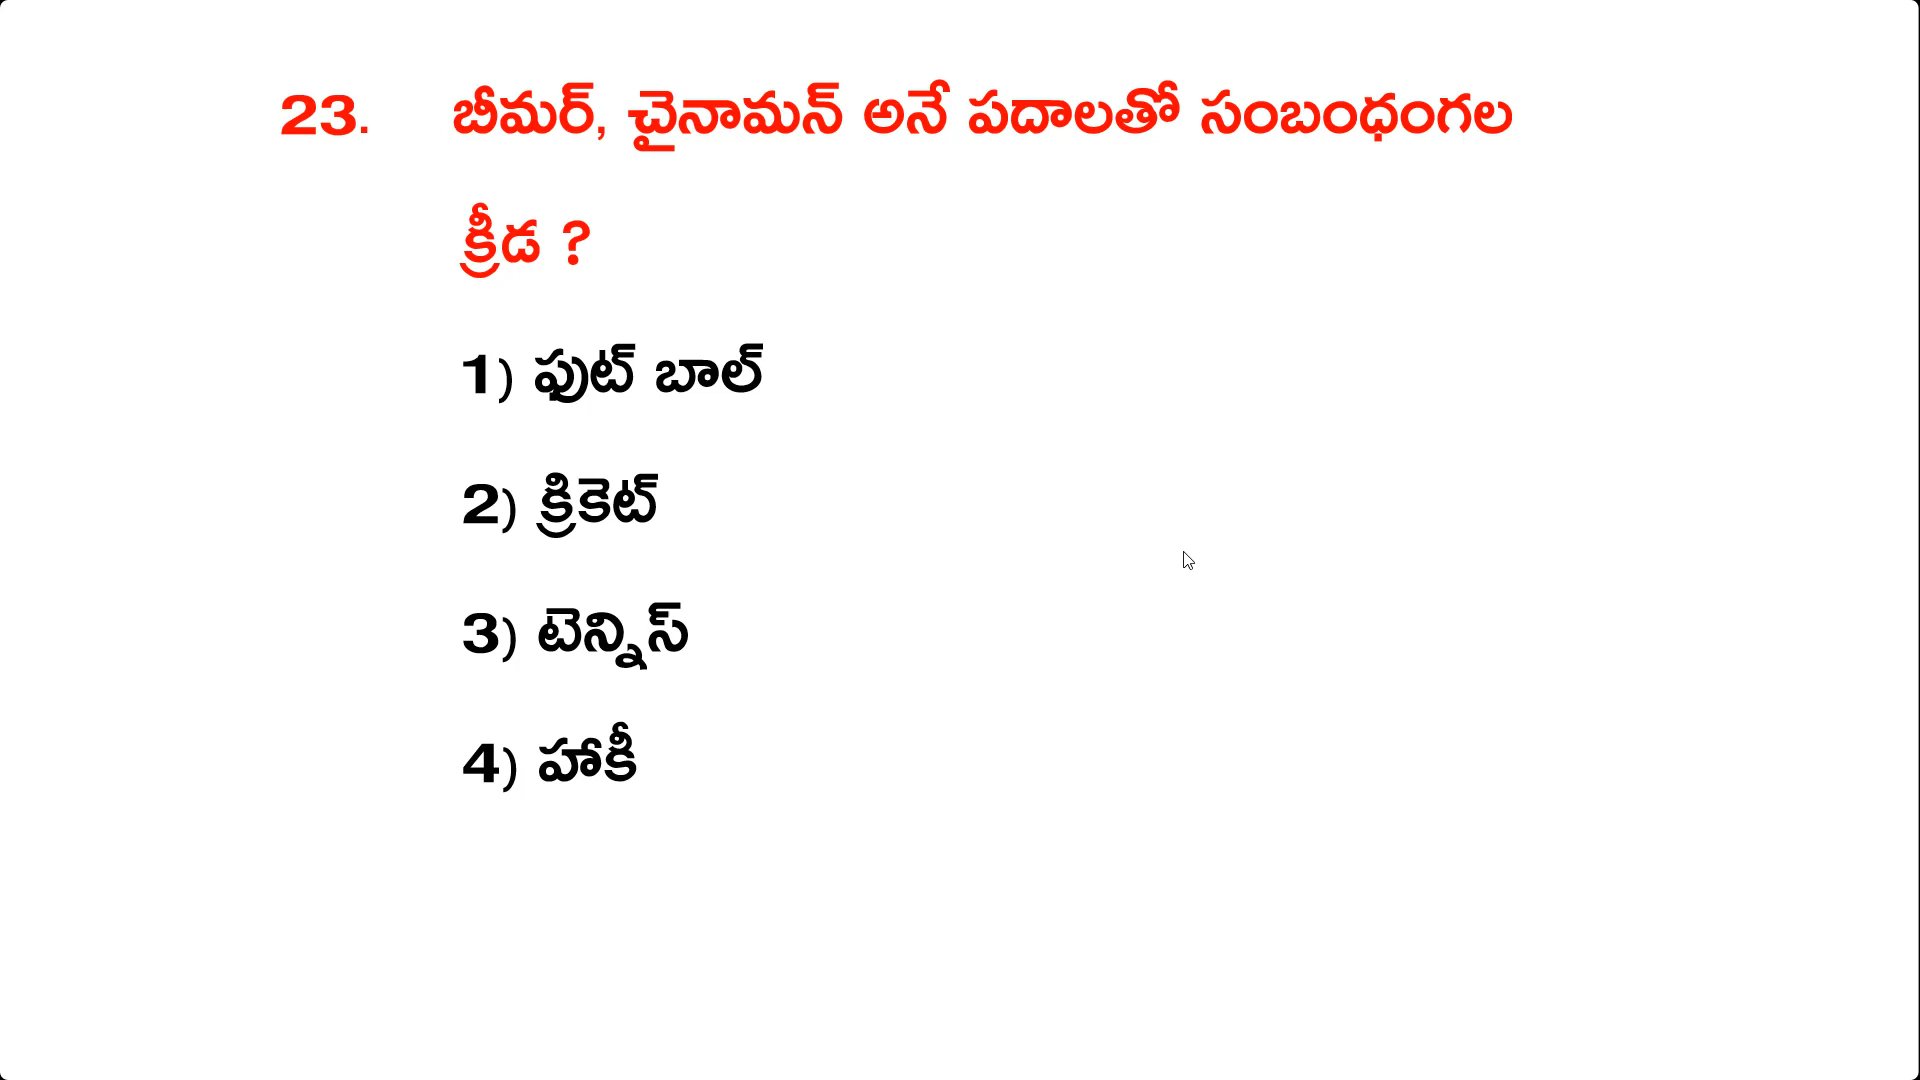 23. బీమర్, చైనామన్ అనే పదాలతో సంబంధంగల
క్రీడ ?
1) ఫుట్ బాల్
2) క్రికెట్
3) టెన్నిస్
4) హాకీ